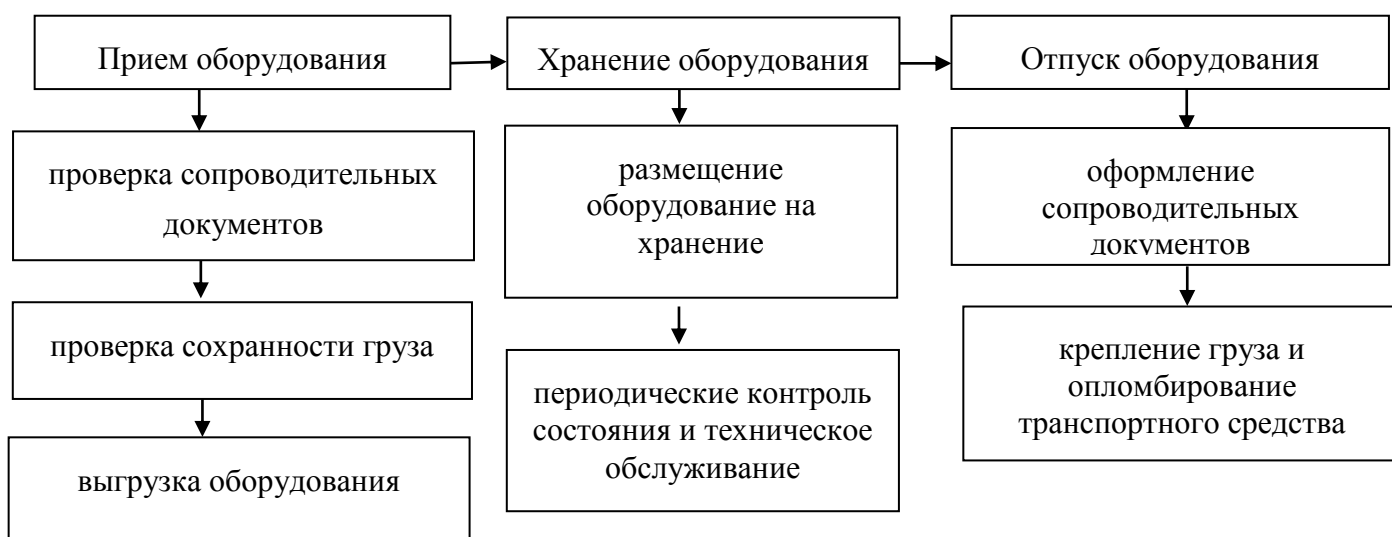 Прием оборудования
проверка сопроводительных
документов
проверка сохранности груза
выгрузка оборудования
Хранение оборудования
размещение
оборудование на
хранение
периодические контроль
состояния и техническое
обслуживание
Отпуск оборудования
оформление
сопроводительных
документов
крепление груза и
опломбирование
транспортного средства